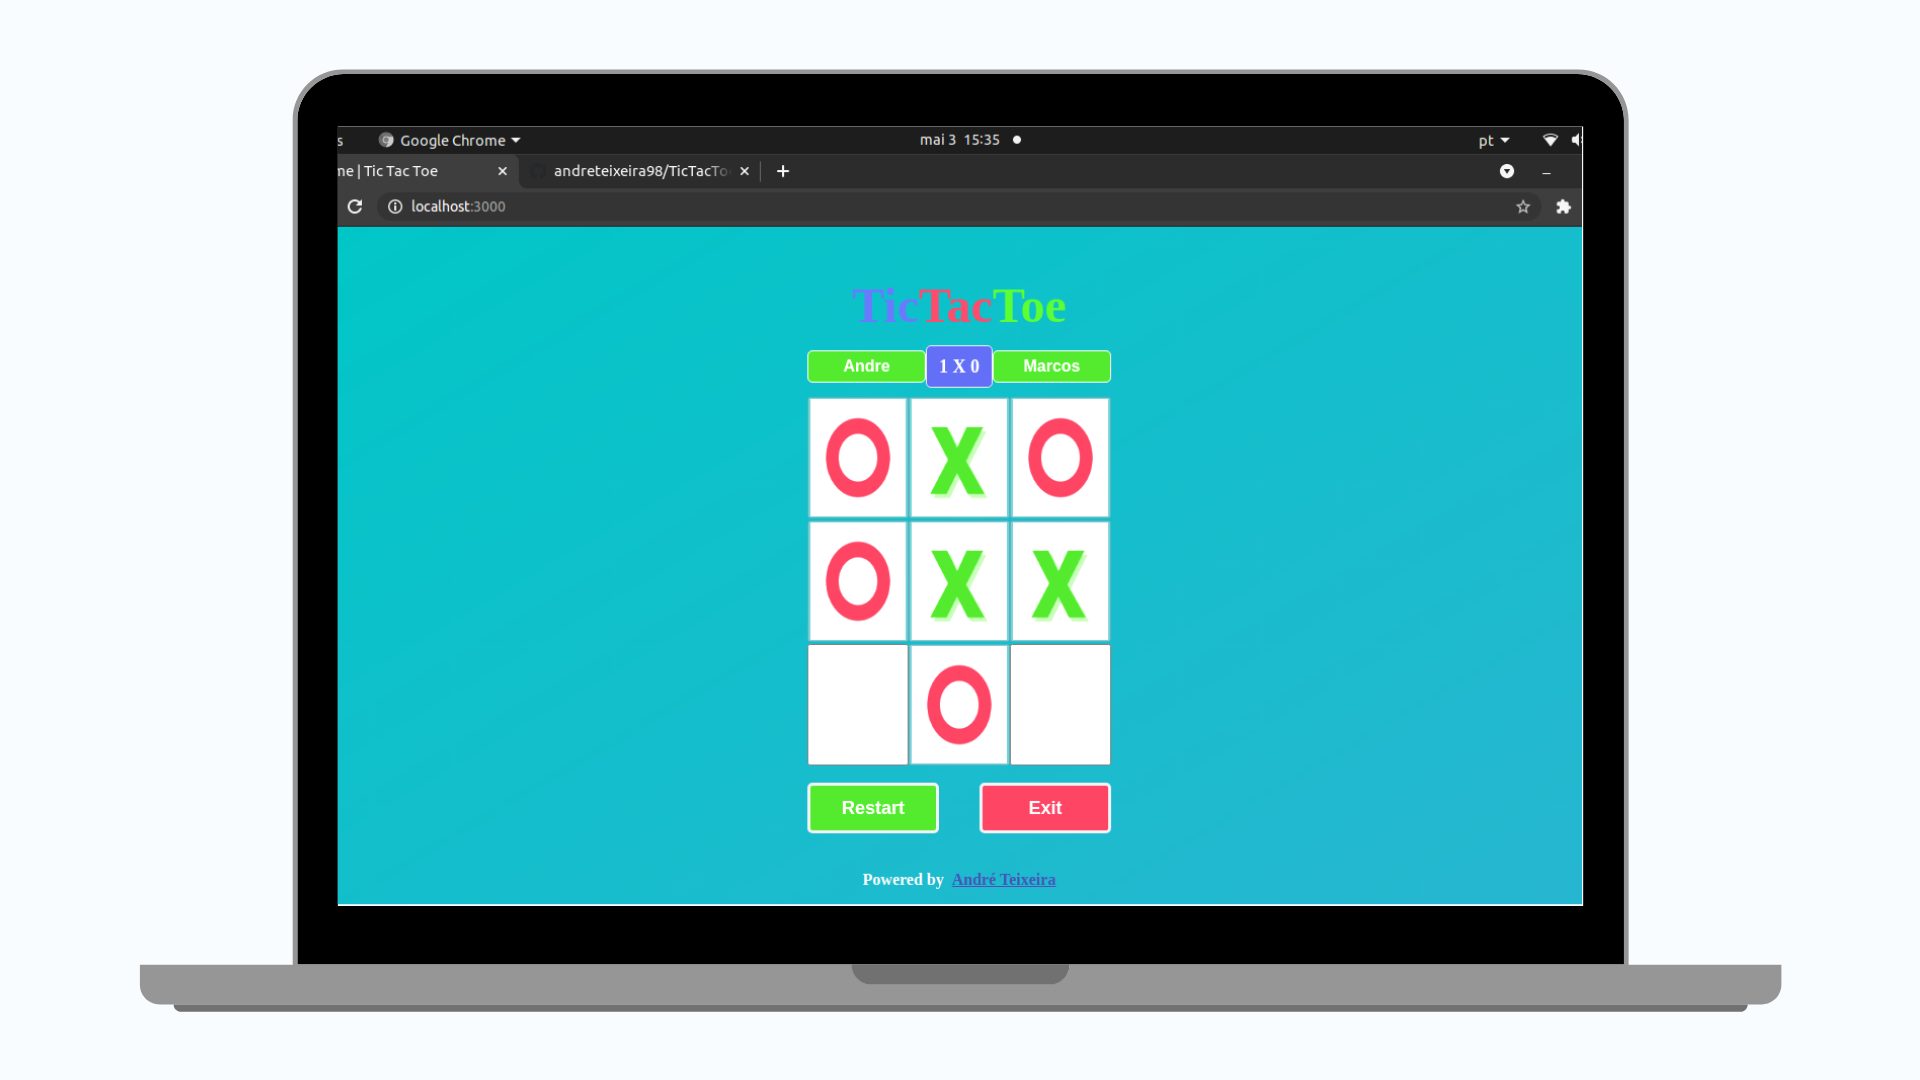 s Google Chrome mai 3 15:35 pt
ne | Tic Tac Toe andreteixeira98/TicTacTo
localhost:3000
TicTacToe
Andre 1 X 0 Marcos
O X O
O X X
O
Restart Exit
Powered by André Teixeira